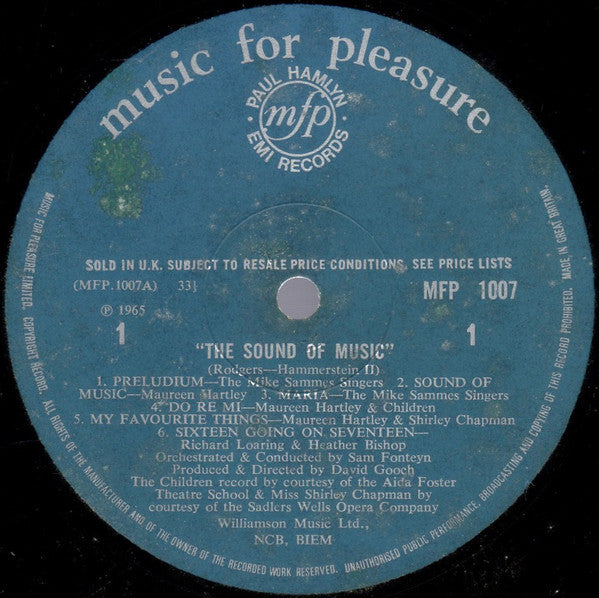 music for pleasure
PAUL HAMLYN
mfp
EMI RECORDS
SOLD IN U.K. SUBJECT TO RESALE PRICE CONDITIONS, SEE PRICE LISTS
(MFP.1007A) 33⅓ MFP 1007
℗ 1965
1 1
"THE SOUND OF MUSIC"
(Rodgers—Hammerstein II)
1. PRELUDIUM—The Mike Sammes Singers 2. SOUND OF
MUSIC—Maureen Hartley 3. MARIA—The Mike Sammes Singers
4. DO RE MI—Maureen Hartley & Children
5. MY FAVOURITE THINGS—Maureen Hartley & Shirley Chapman
6. SIXTEEN GOING ON SEVENTEEN—
Richard Loaring & Heather Bishop
Orchestrated & Conducted by Sam Fonteyn
Produced & Directed by David Gooch
The Children record by courtesy of the Aida Foster
Theatre School & Miss Shirley Chapman by
courtesy of the Sadlers Wells Opera Company
Williamson Music Ltd.,
NCB, BIEM
MUSIC FOR PLEASURE LIMITED. COPYRIGHT RECORD. ALL RIGHTS OF THE MANUFACTURER AND OF THE OWNER OF THE RECORDED WORK RESERVED. UNAUTHORISED PUBLIC PERFORMANCE, BROADCASTING AND COPYING OF THIS RECORD PROHIBITED. MADE IN GREAT BRITAIN.